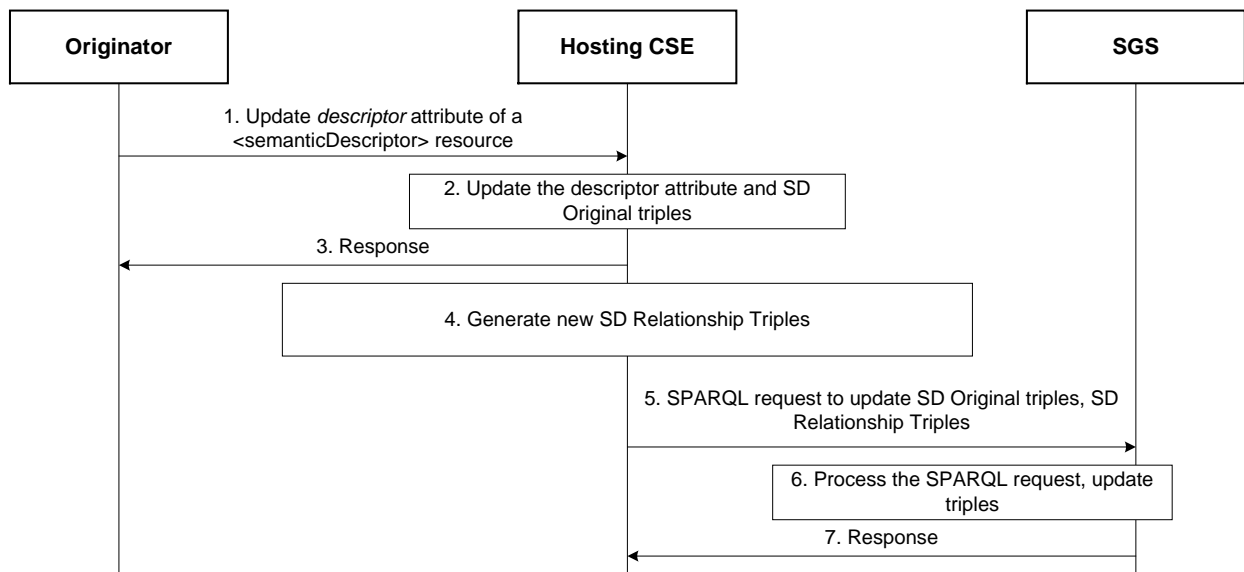 Originator
Hosting CSE
SGS
1. Update descriptor attribute of a
<semanticDescriptor> resource
2. Update the descriptor attribute and SD
Original triples
3. Response
4. Generate new SD Relationship Triples
5. SPARQL request to update SD Original triples, SD
Relationship Triples
6. Process the SPARQL request, update
triples
7. Response